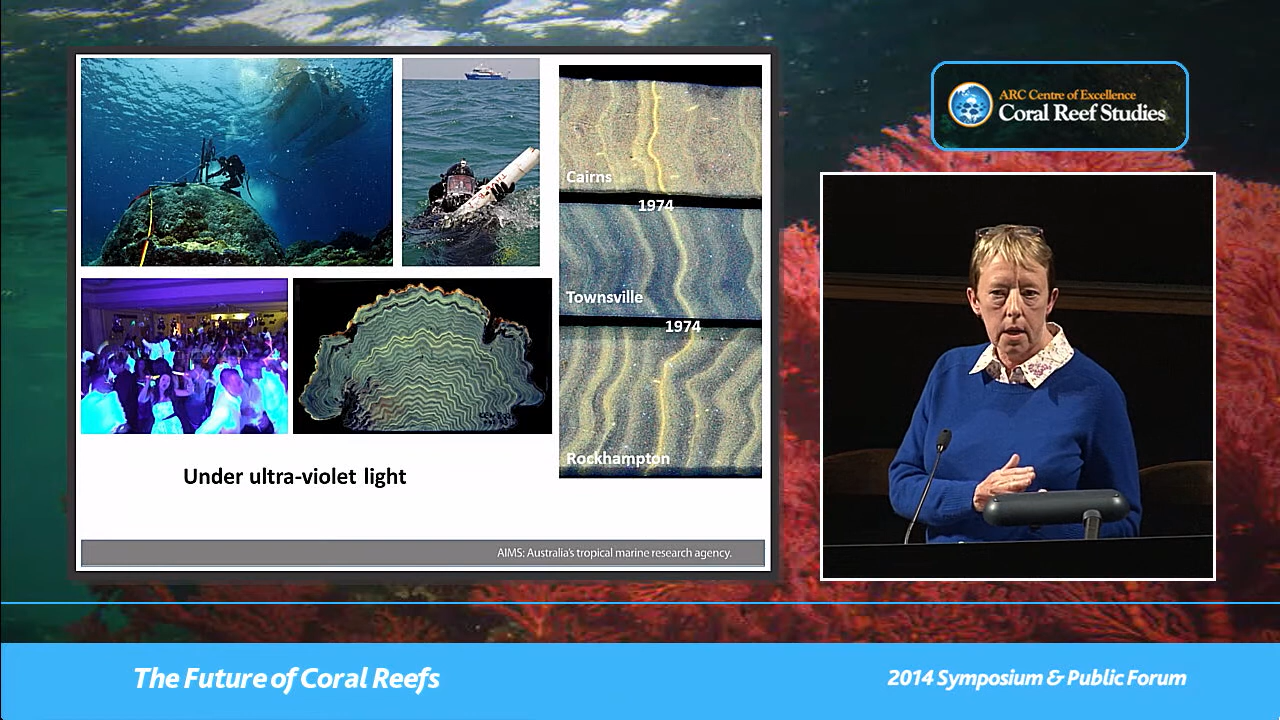 ARC Centre of Excellence
Coral Reef Studies
Cairns
1974
Townsville
1974
Rockhampton
Under ultra-violet light
AIMS: Australia's tropical marine research agency.
The Future of Coral Reefs
2014 Symposium & Public Forum